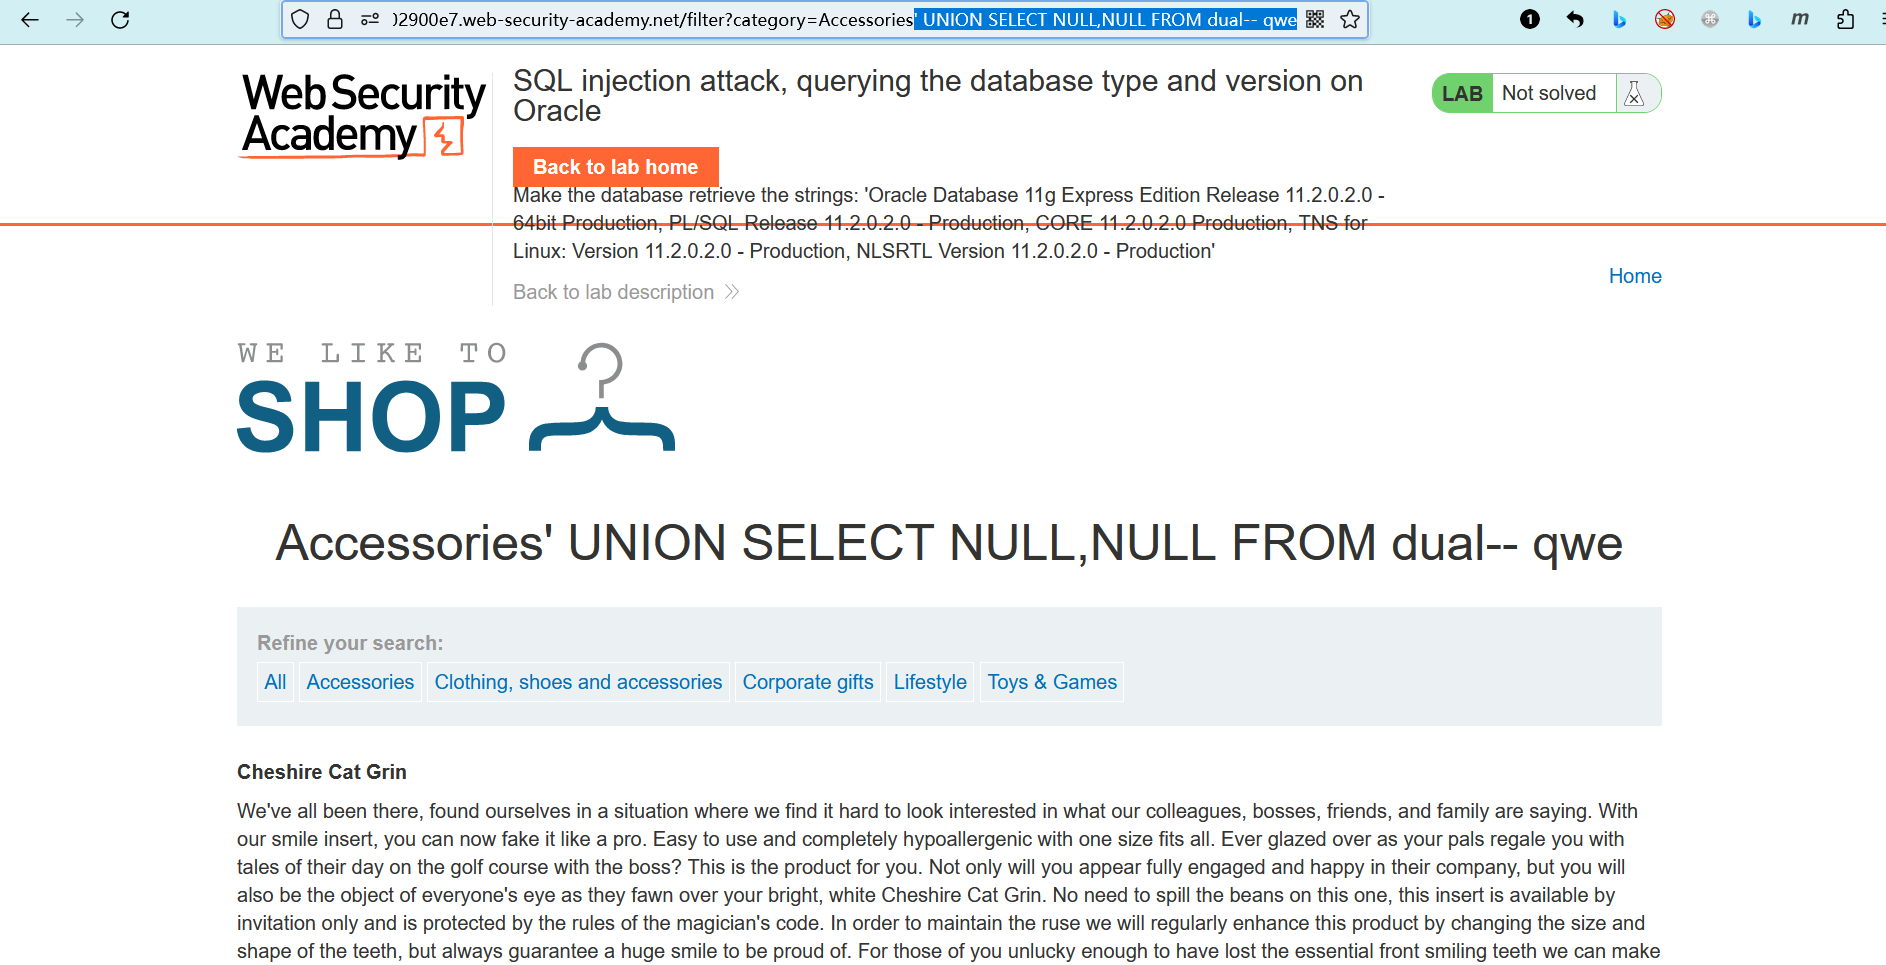 02900e7.web-security-academy.net/filter?category=Accessories' UNION SELECT NULL,NULL FROM dual-- qwe
1
m
Web Security
Academy
SQL injection attack, querying the database type and version on
Oracle
LAB Not solved
Back to lab home
Make the database retrieve the strings: 'Oracle Database 11g Express Edition Release 11.2.0.2.0 -
64bit Production, PL/SQL Release 11.2.0.2.0 - Production, CORE 11.2.0.2.0 Production, TNS for
Linux: Version 11.2.0.2.0 - Production, NLSRTL Version 11.2.0.2.0 - Production'
Home
Back to lab description
WE LIKE TO
SHOP
Accessories' UNION SELECT NULL,NULL FROM dual-- qwe
Refine your search:
All Accessories Clothing, shoes and accessories Corporate gifts Lifestyle Toys & Games
Cheshire Cat Grin
We've all been there, found ourselves in a situation where we find it hard to look interested in what our colleagues, bosses, friends, and family are saying. With
our smile insert, you can now fake it like a pro. Easy to use and completely hypoallergenic with one size fits all. Ever glazed over as your pals regale you with
tales of their day on the golf course with the boss? This is the product for you. Not only will you appear fully engaged and happy in their company, but you will
also be the object of everyone's eye as they fawn over your bright, white Cheshire Cat Grin. No need to spill the beans on this one, this insert is available by
invitation only and is protected by the rules of the magician's code. In order to maintain the ruse we will regularly enhance this product by changing the size and
shape of the teeth, but always guarantee a huge smile to be proud of. For those of you unlucky enough to have lost the essential front smiling teeth we can make